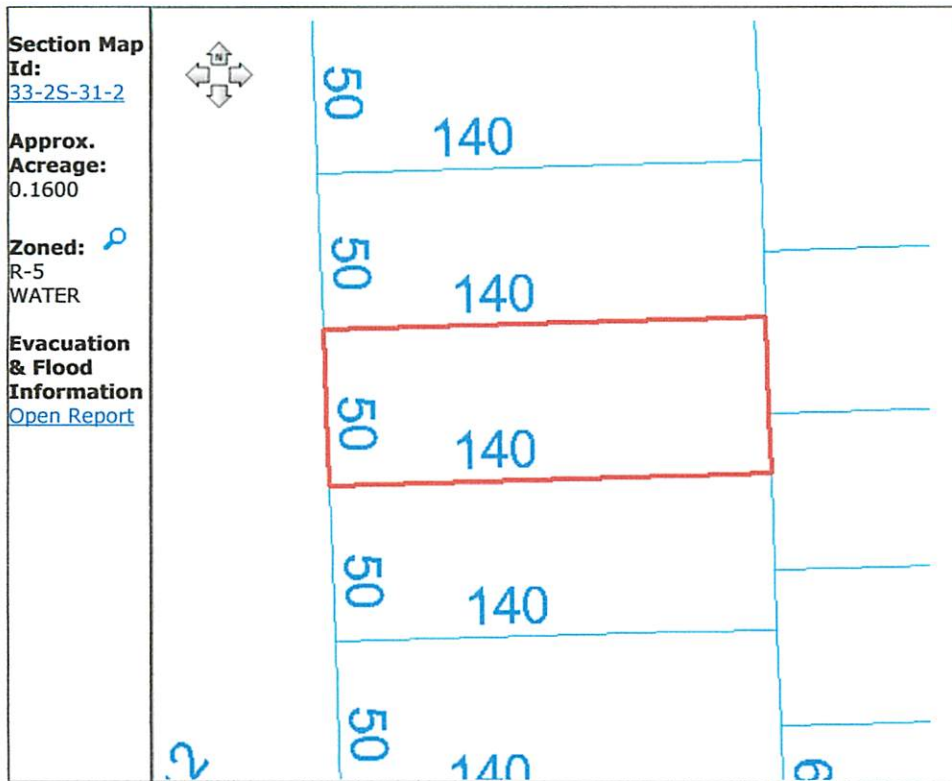 Section Map
Id:
33-2S-31-2
Approx.
Acreage:
0.1600
Zoned:
R-5
WATER
Evacuation
& Flood
Information
Open Report
N
50
140
50
140
50
140
50
140
50
140